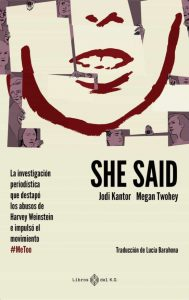 SHE SAID
Jodi Kantor Megan Twohey
La investigación
periodística que destapó
los abusos de
Harvey Weinstein
e impulsó el
movimiento
#MeToo
Traducción de Lucía Barahona
Libros del K.O.